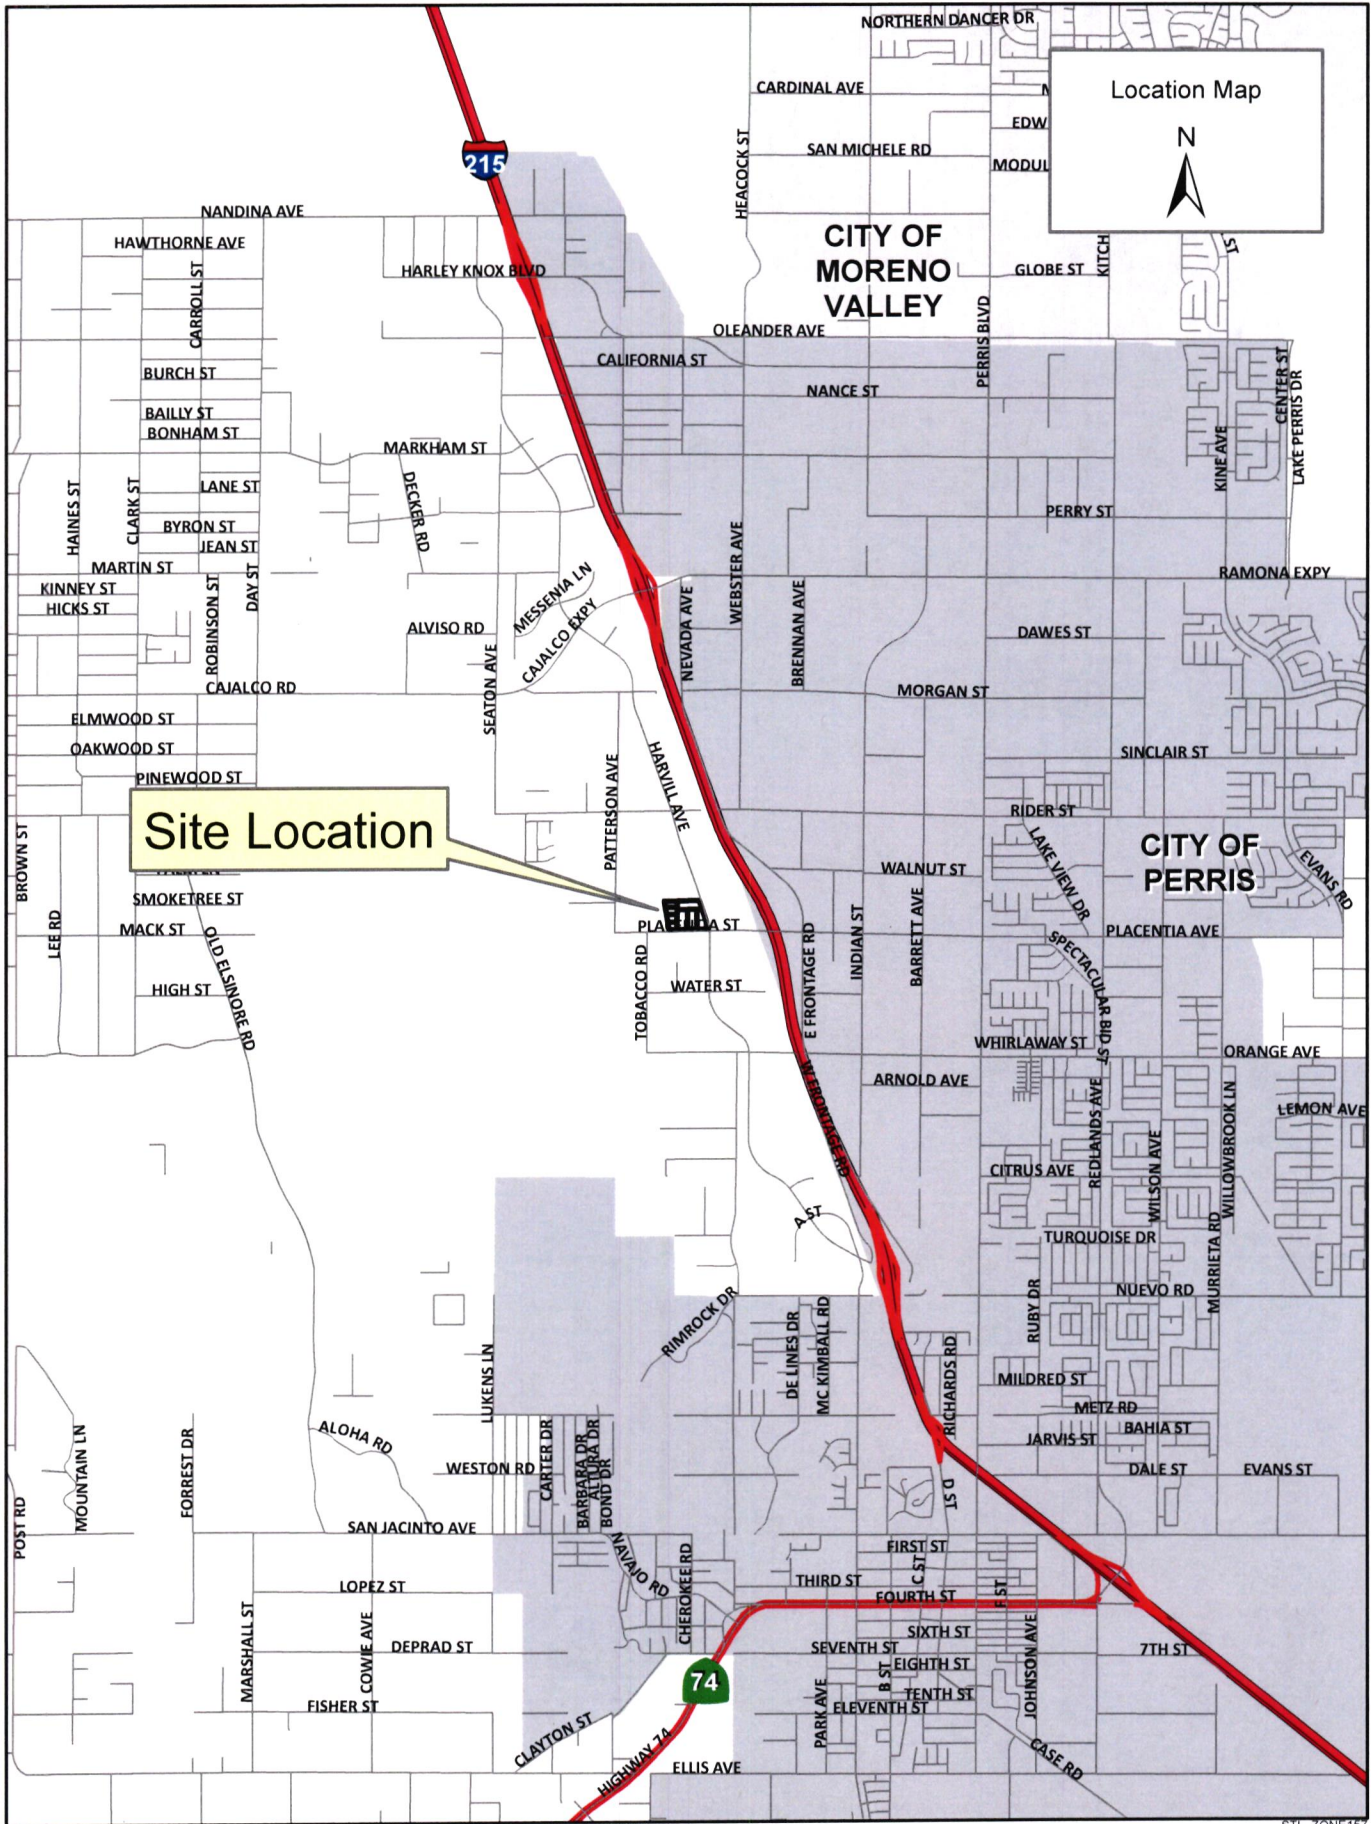 NORTHERN DANCER DR
Location Map
N
CARDINAL AVE
EDW
SAN MICHELE RD
MODUL
HEACOCK ST
215
NANDINA AVE
HAWTHORNE AVE
CARROLL ST
HARLEY KNOX BLVD
CITY OF
MORENO
VALLEY
GLOBE ST
KITCH
ST
PERRIS BLVD
OLEANDER AVE
CALIFORNIA ST
BURCH ST
NANCE ST
CENTER ST
LAKE PERRIS DR
BAILLY ST
BONHAM ST
MARKHAM ST
KINE AVE
HAINES ST
CLARK ST
LANE ST
DECKER RD
PERRY ST
BYRON ST
JEAN ST
WEBSTER AVE
MARTIN ST
RAMONA EXPY
KINNEY ST
HICKS ST
ROBINSON ST
DAY ST
MESSENIA LN
CAJALCO EXPY
NEVADA AVE
BRENNAN AVE
ALVISO RD
DAWES ST
SEATON AVE
CAJALCO RD
MORGAN ST
ELMWOOD ST
OAKWOOD ST
HARVILL AVE
SINCLAIR ST
PINEWOOD ST
PATTERSON AVE
Site Location
RIDER ST
LAKE VIEW DR
CITY OF
PERRIS
EVANS RD
BROWN ST
WALNUT ST
SMOKETREE ST
BARRETT AVE
INDIAN ST
LEE RD
MACK ST
OLD ELSINORE RD
PLACENTIA ST
PLACENTIA AVE
E FRONTAGE RD
SPECTACULAR BID ST
TOBACCO RD
WATER ST
HIGH ST
WHIRLAWAY ST
ORANGE AVE
ARNOLD AVE
W FRONTAGE RD
REDLANDS AVE
LEMON AVE
WILSON AVE
WILLOWBROOK LN
CITRUS AVE
A ST
TURQUOISE DR
MURRIETA RD
NUEVO RD
RUBY DR
RIMROCK DR
DE LINES DR
MC KIMBALL RD
RICHARDS RD
LUKENS LN
MILDRED ST
METZ RD
BAHIA ST
JARVIS ST
MOUNTAIN LN
FORREST DR
ALOHA RD
WESTON RD
CARTER DR
BARBARA DR
ALTURA DR
BOND DR
DALE ST
EVANS ST
D ST
POST RD
SAN JACINTO AVE
NAVAJO RD
CHEROKEE RD
FIRST ST
C ST
THIRD ST
F ST
FOURTH ST
LOPEZ ST
MARSHALL ST
COWIE AVE
SIXTH ST
JOHNSON AVE
DEPRAD ST
SEVENTH ST
7TH ST
EIGHTH ST
B ST
74
TENTH ST
FISHER ST
PARK AVE
ELEVENTH ST
CLAYTON ST
HIGHWAY 74
ELLIS AVE
CASE RD